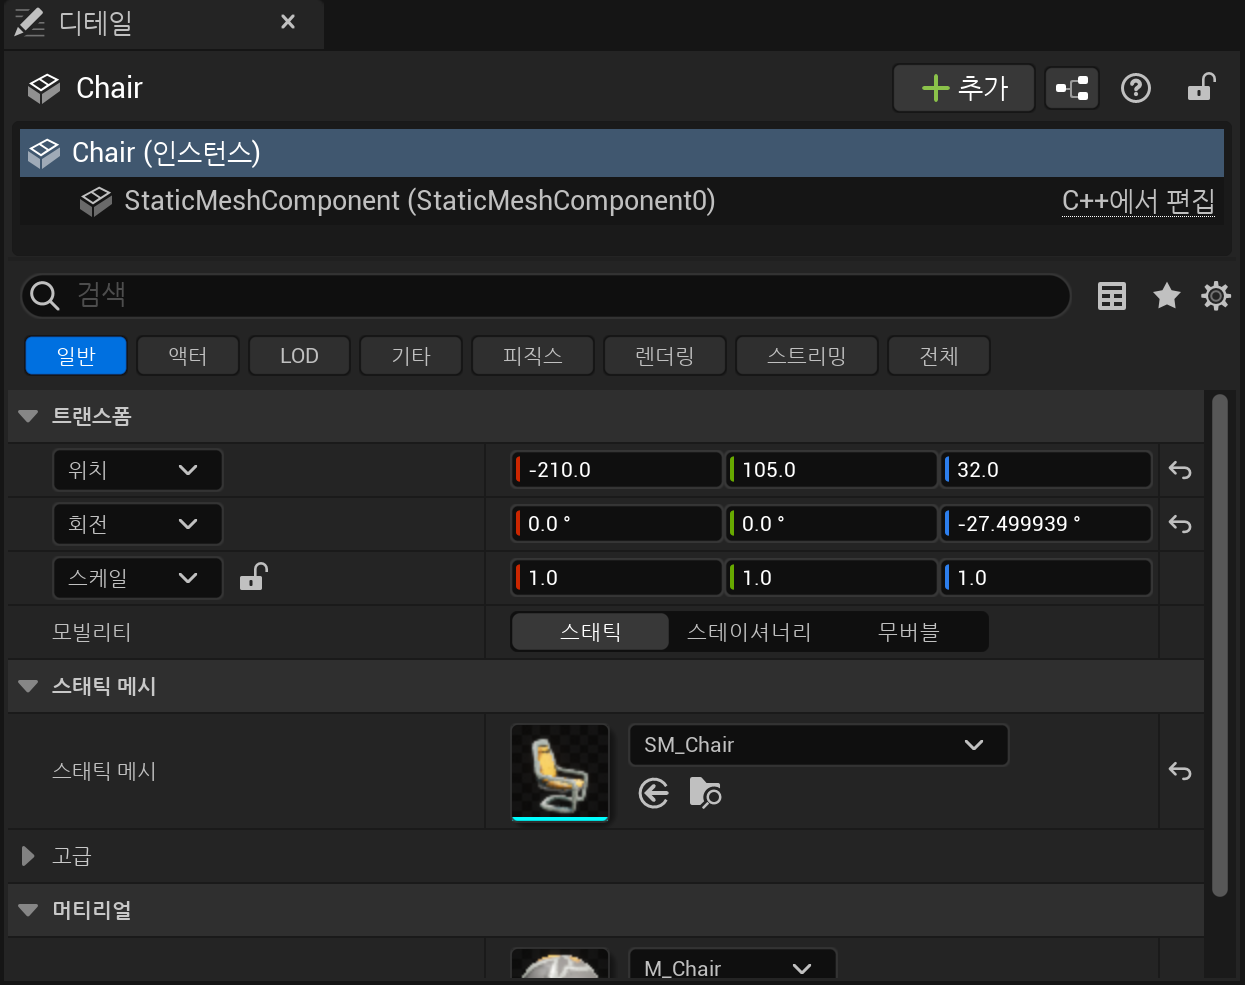 디테일
Chair
추가
Chair (인스턴스)
StaticMeshComponent (StaticMeshComponent0) C++에서 편집
검색
일반 액터 LOD 기타 피직스 렌더링 스트리밍 전체
트랜스폼
위치 -210.0 105.0 32.0
회전 0.0 ° 0.0 ° -27.499939 °
스케일 1.0 1.0 1.0
모빌리티 스태틱 스테이셔너리 무버블
스태틱 메시
SM_Chair
스태틱 메시
고급
머티리얼
M_Chair